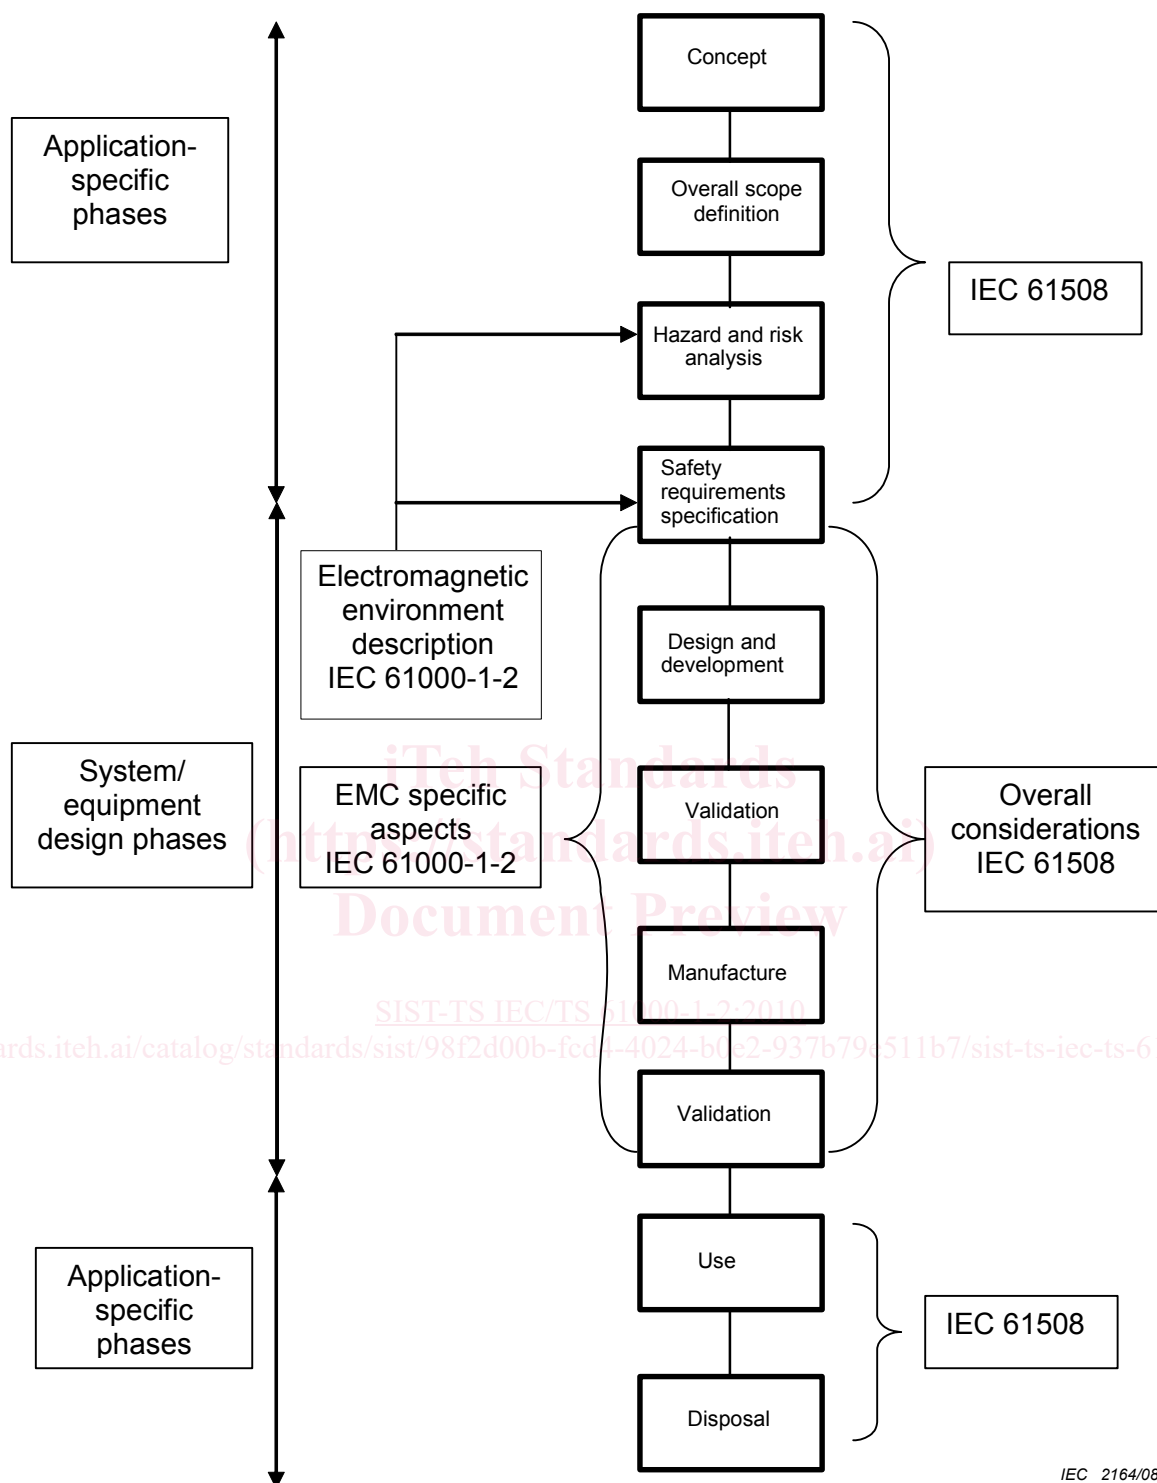 Concept
Application-
specific
phases
Overall scope
definition
IEC 61508
Hazard and risk
analysis
Safety
requirements
specification
Electromagnetic
environment
description
IEC 61000-1-2
Design and
development
System/
equipment
design phases
EMC specific
aspects
IEC 61000-1-2
Validation
Overall
considerations
IEC 61508
iTeh Standards
(https://standards.iteh.ai)
Document Preview
Manufacture
SIST-TS IEC/TS 61000-1-2:2010
ards.iteh.ai/catalog/standards/sist/98f2d00b-fcd4-4024-b0e2-937b79e511b7/sist-ts-iec-ts-6
Validation
Application-
specific
phases
Use
IEC 61508
Disposal
IEC 2164/08